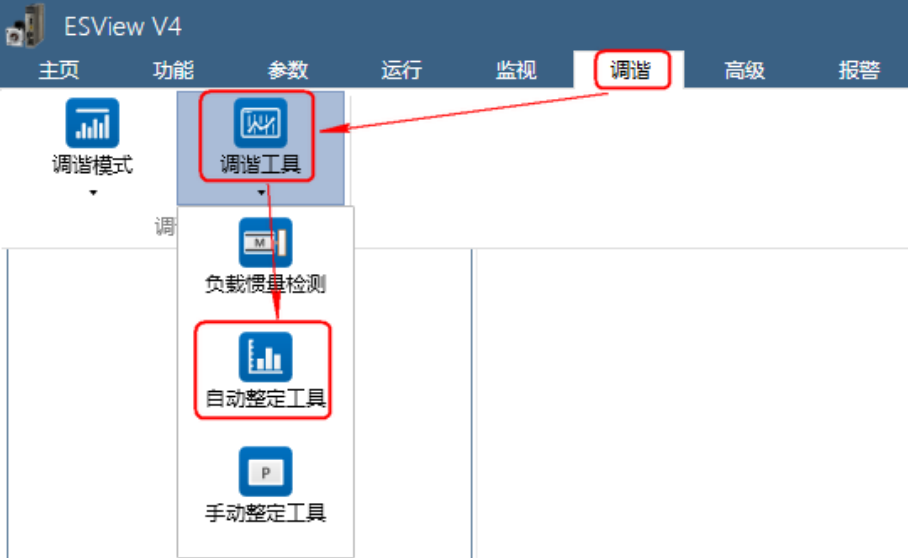 ESView V4
主页 功能 参数 运行 监视 调谐 高级 报警
调谐模式 调谐工具
调
M
负载惯量检测
自动整定工具
P
手动整定工具